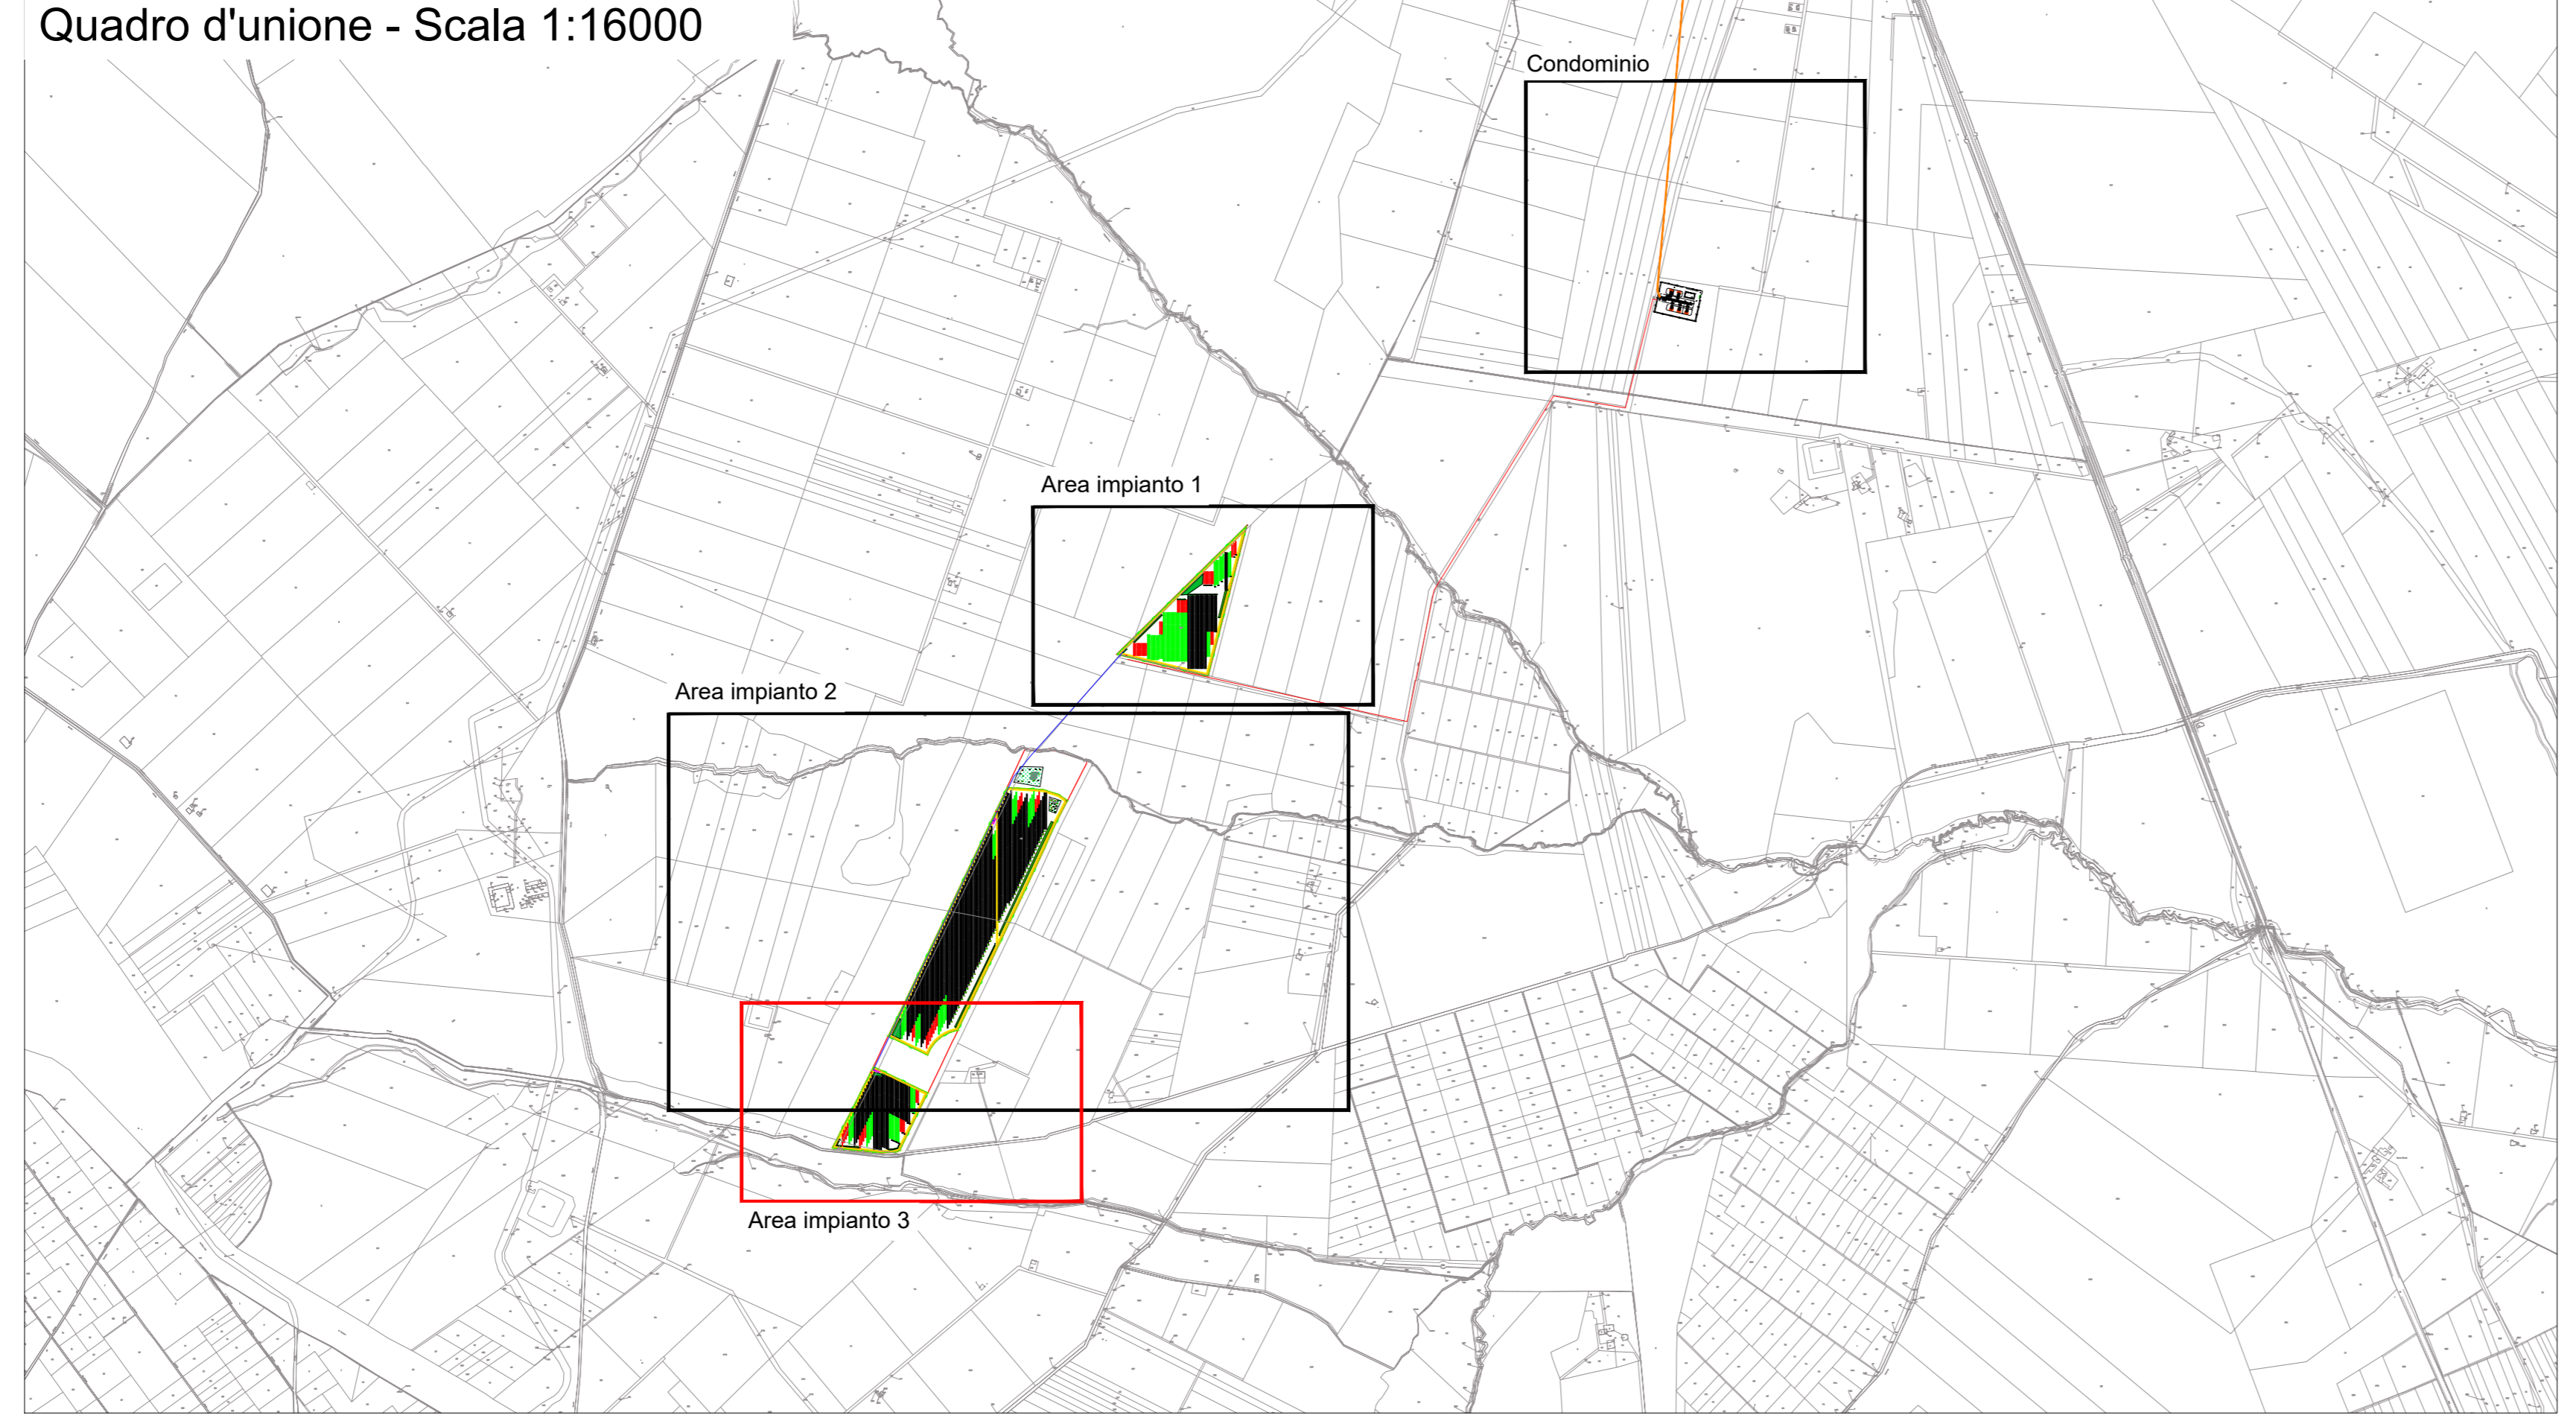 Quadro d'unione - Scala 1:16000
Condominio
Area impianto 1
Area impianto 2
Area impianto 3